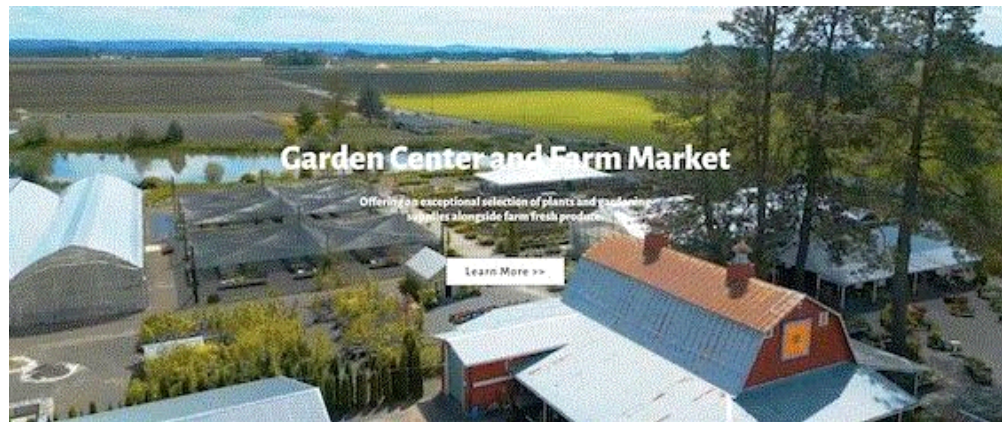 Garden Center and Farm Market
Offering an exceptional selection of plants and gardening
supplies alongside farm fresh produce.
Learn More >>